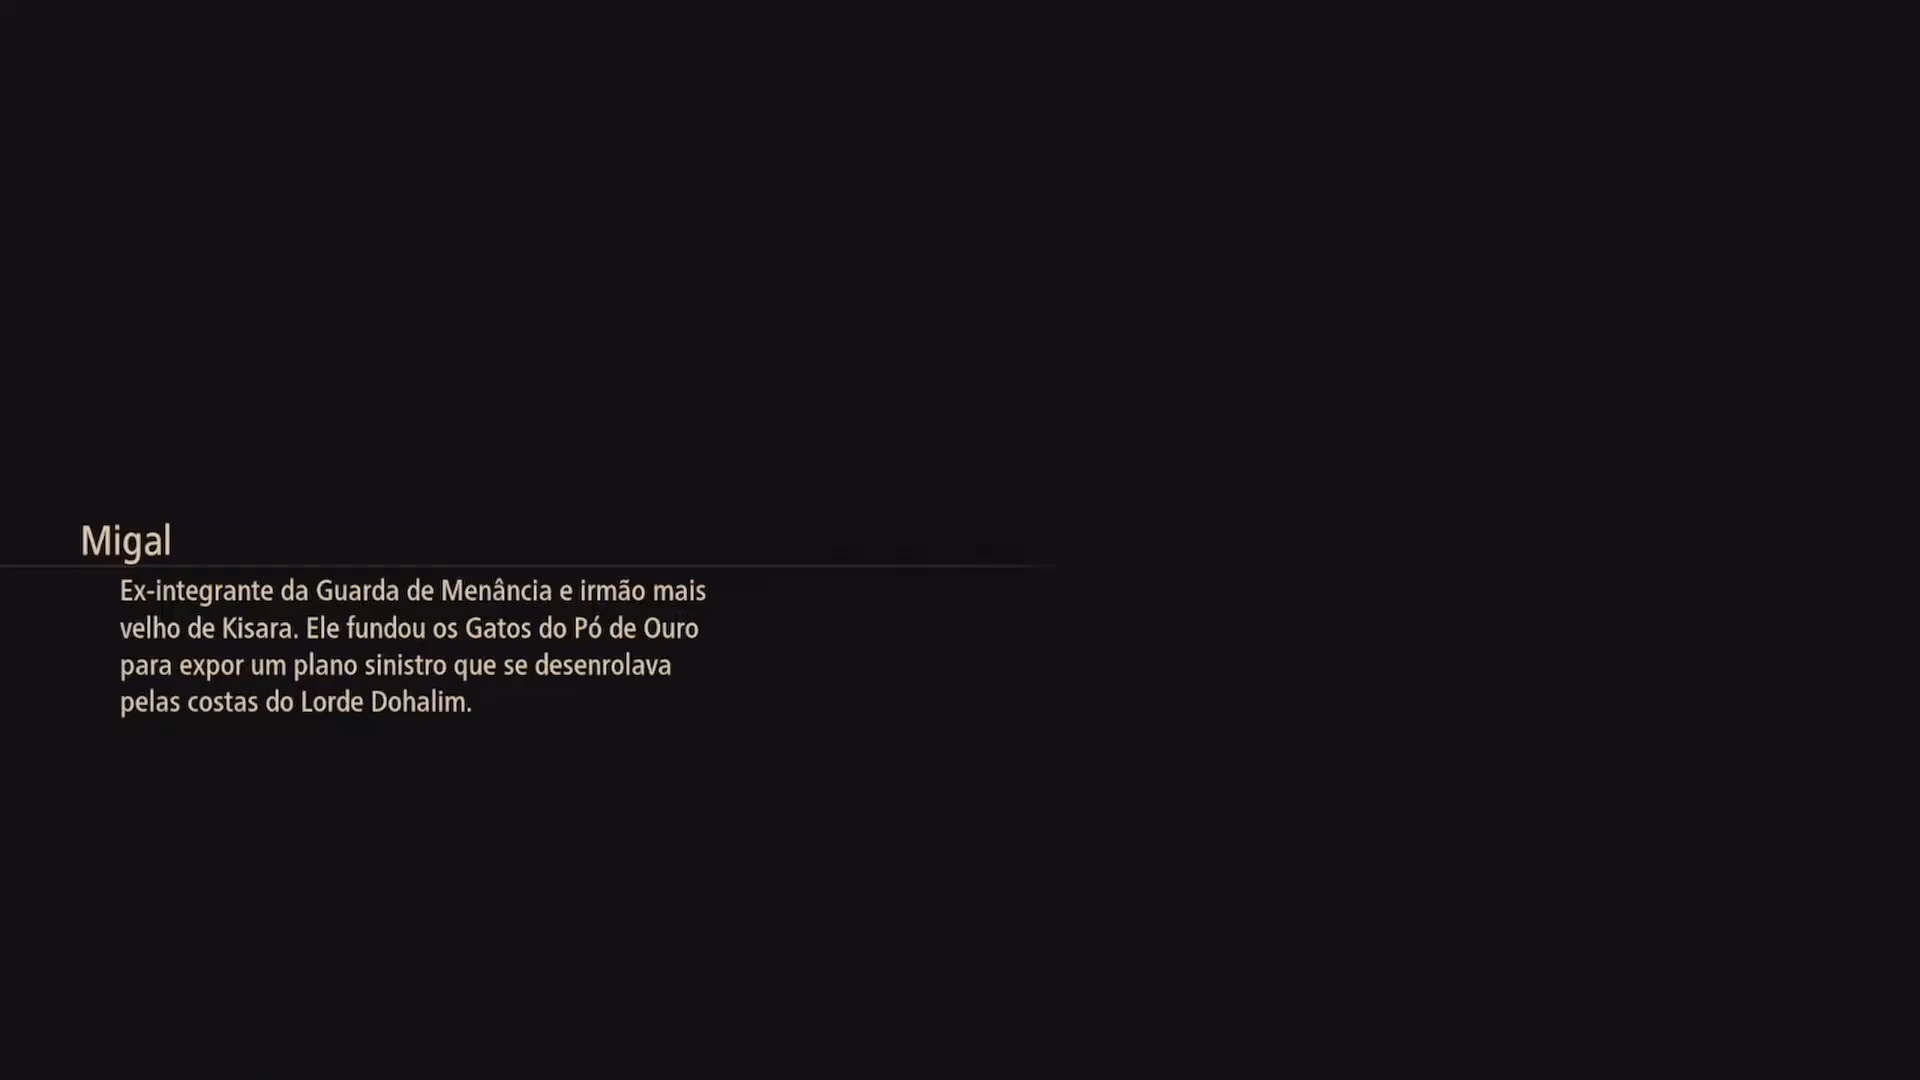 Migal
Ex-integrante da Guarda de Menância e irmão mais
velho de Kisara. Ele fundou os Gatos do Pó de Ouro
para expor um plano sinistro que se desenrolava
pelas costas do Lorde Dohalim.